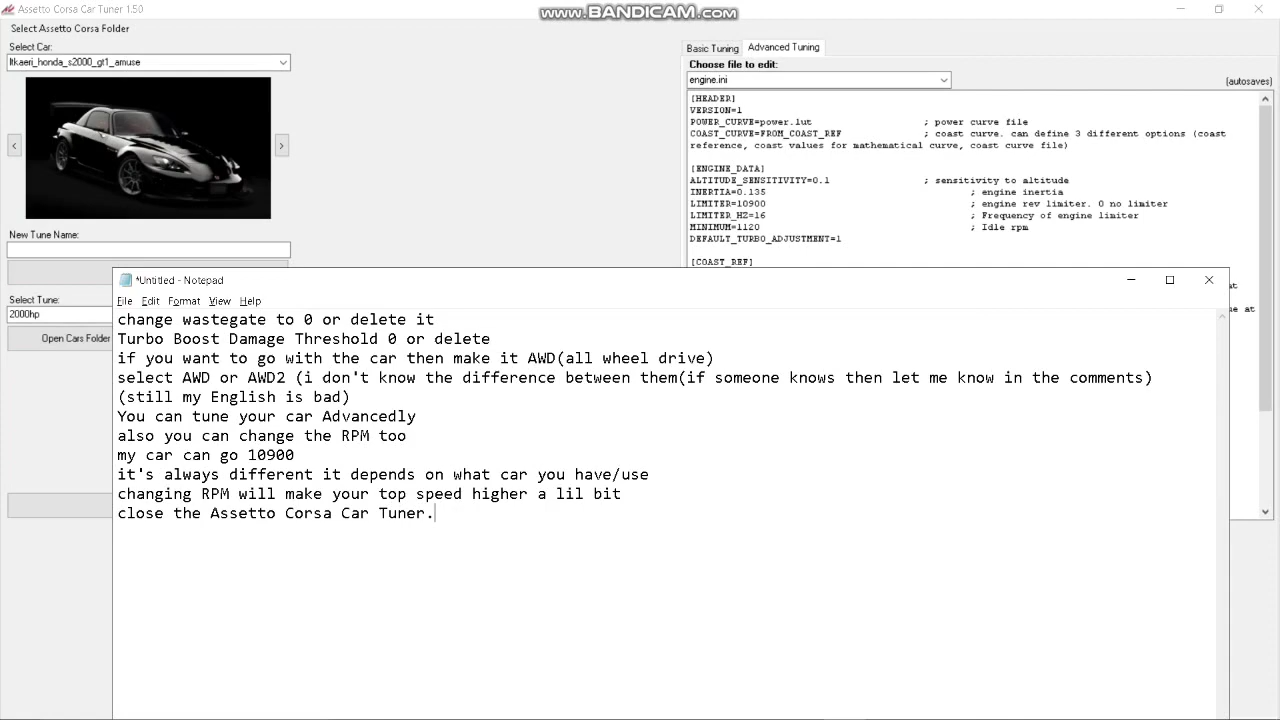 Assetto Corsa Car Tuner 1.50
www.BANDICAM.com
Select Assetto Corsa Folder
Select Car:
ltkaeri_honda_s2000_gt1_amuse
<
>
New Tune Name:
Select Tune:
2000hp
Open Cars Folder
Basic Tuning
Advanced Tuning
Choose file to edit:
engine.ini
(autosaves)
[HEADER]
VERSION=1
POWER_CURVE=power.lut ; power curve file
COAST_CURVE=FROM_COAST_REF ; coast curve. can define 3 different options (coast
reference, coast values for mathematical curve, coast curve file)
[ENGINE_DATA]
ALTITUDE_SENSITIVITY=0.1 ; sensitivity to altitude
INERTIA=0.135 ; engine inertia
LIMITER=10900 ; engine rev limiter. 0 no limiter
LIMITER_HZ=16 ; Frequency of engine limiter
MINIMUM=1120 ; Idle rpm
DEFAULT_TURBO_ADJUSTMENT=1
[COAST_REF]
at
e at
*Untitled - Notepad
File Edit Format View Help
change wastegate to 0 or delete it
Turbo Boost Damage Threshold 0 or delete
if you want to go with the car then make it AWD(all wheel drive)
select AWD or AWD2 (i don't know the difference between them(if someone knows then let me know in the comments)
(still my English is bad)
You can tune your car Advancedly
also you can change the RPM too
my car can go 10900
it's always different it depends on what car you have/use
changing RPM will make your top speed higher a lil bit
close the Assetto Corsa Car Tuner.